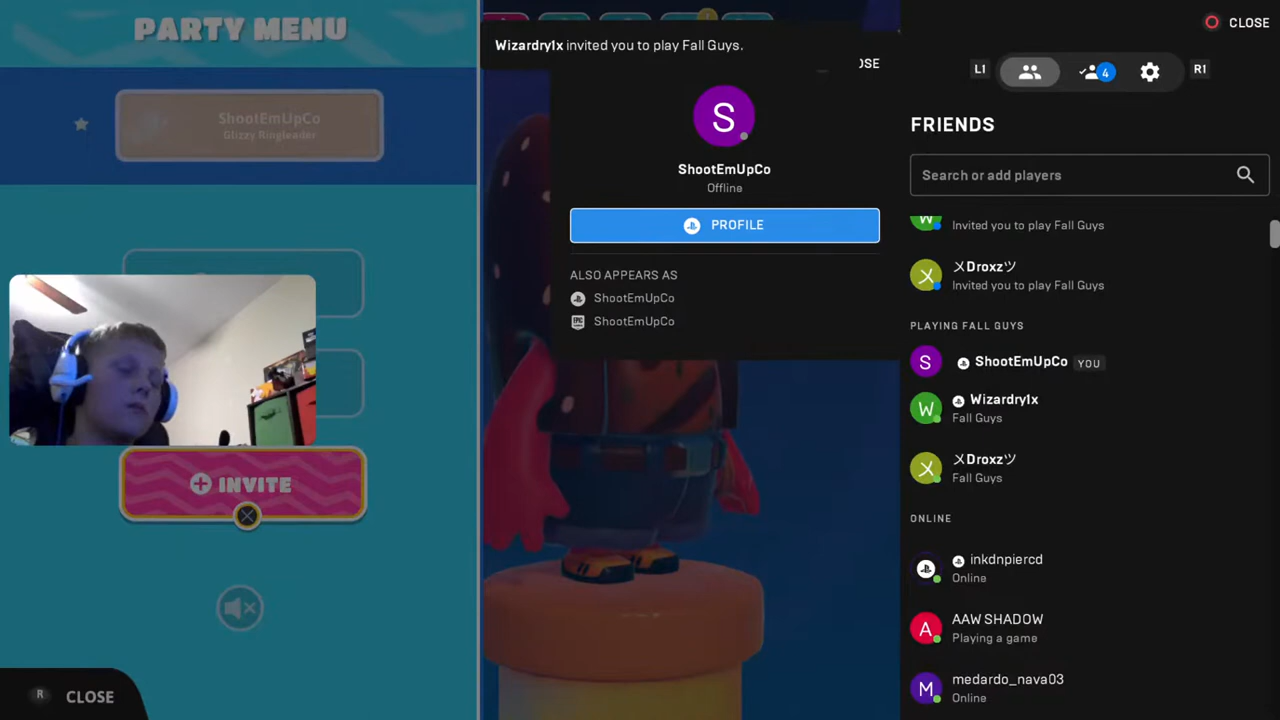 PARTY MENU
ShootEmUpCo
Glizzy Ringleader
INVITE
R CLOSE
Wizardry1x invited you to play Fall Guys.
OSE
S
ShootEmUpCo
Offline
PROFILE
ALSO APPEARS AS
ShootEmUpCo
EPIC GAMES ShootEmUpCo
CLOSE
L1 4 R1
FRIENDS
Search or add players
W Invited you to play Fall Guys
メ メDroxzツ
Invited you to play Fall Guys
PLAYING FALL GUYS
S ShootEmUpCo YOU
W Wizardry1x
Fall Guys
メ メDroxzツ
Fall Guys
ONLINE
inkdnpiercd
Online
A AAW SHADOW
Playing a game
M medardo_nava03
Online